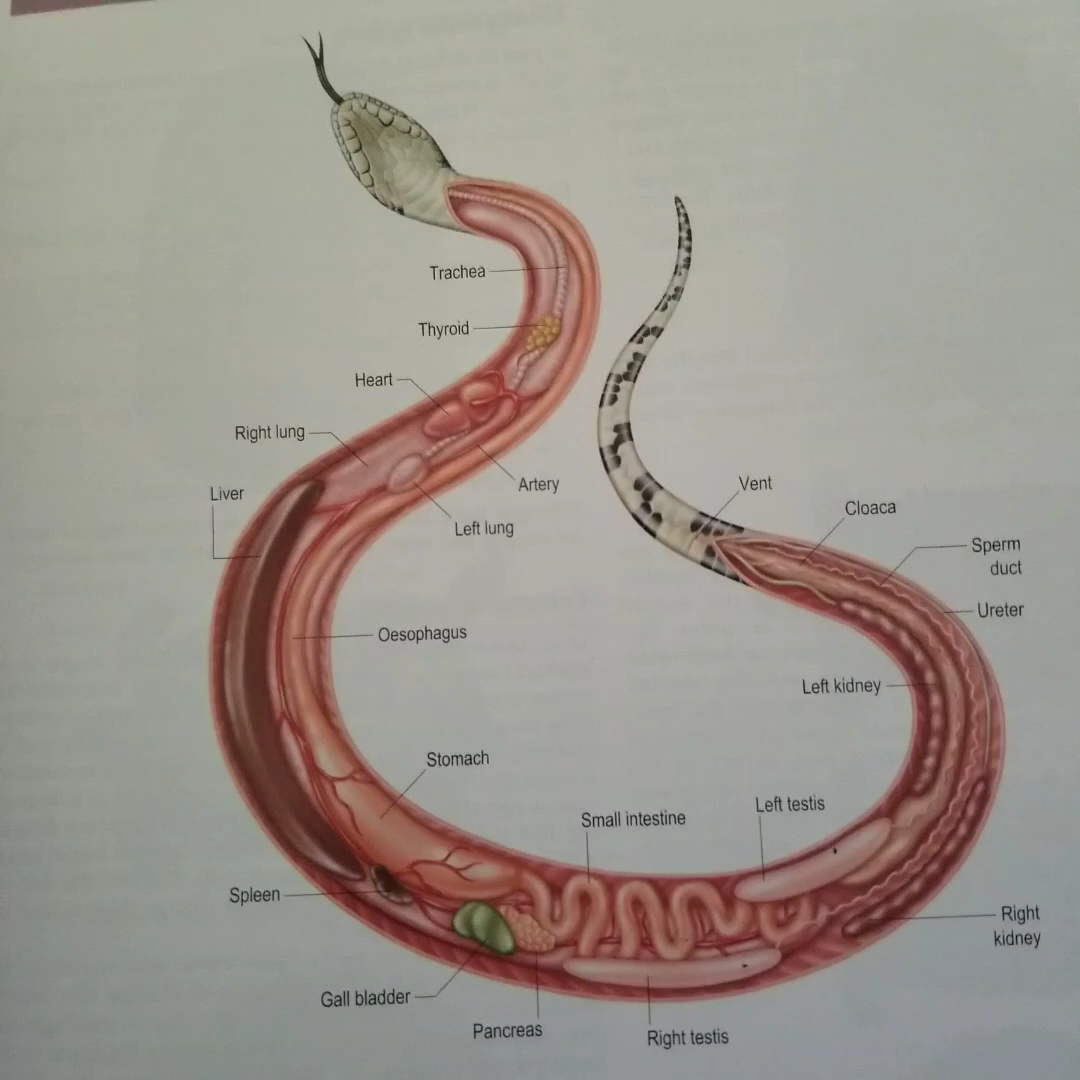 Trachea
Thyroid
Heart
Right lung
Artery
Liver
Left lung
Vent
Cloaca
Sperm
duct
Ureter
Oesophagus
Left kidney
Stomach
Left testis
Small intestine
Spleen
Right
kidney
Gall bladder
Pancreas
Right testis